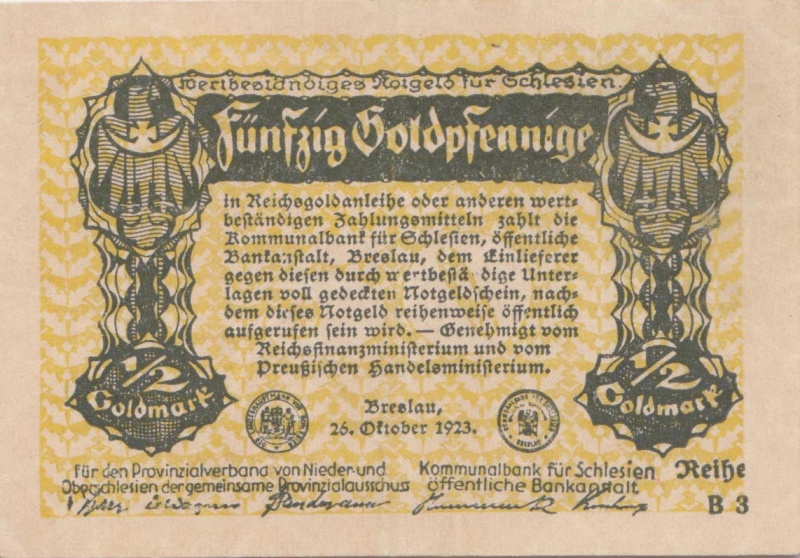 Wertbeständiges Notgeld für Schlesien.
Fünfzig Goldpfennige
in Reichsgoldanleihe oder anderen wert-
beständigen Zahlungsmitteln zahlt die
Kommunalbank für Schlesien, öffentliche
Bankanstalt, Breslau, dem Einlieferer
gegen diesen durch wertbestä dige Unter-
lagen voll gedeckten Notgeldschein, nach-
dem dieses Notgeld reihenweise öffentlich
aufgerufen sein wird. — Genehmigt vom
Reichsfinanzministerium und vom
Preußischen Handelsministerium.
1/2
Goldmark
1/2
Goldmark
Breslau,
26. Oktober 1923.
für den Provinzialverband von Nieder-und
Oberschlesien der gemeinsame Provinzialausschus
Kommunalbank für Schlesien
öffentliche Bankanstalt
Reihe
B 3